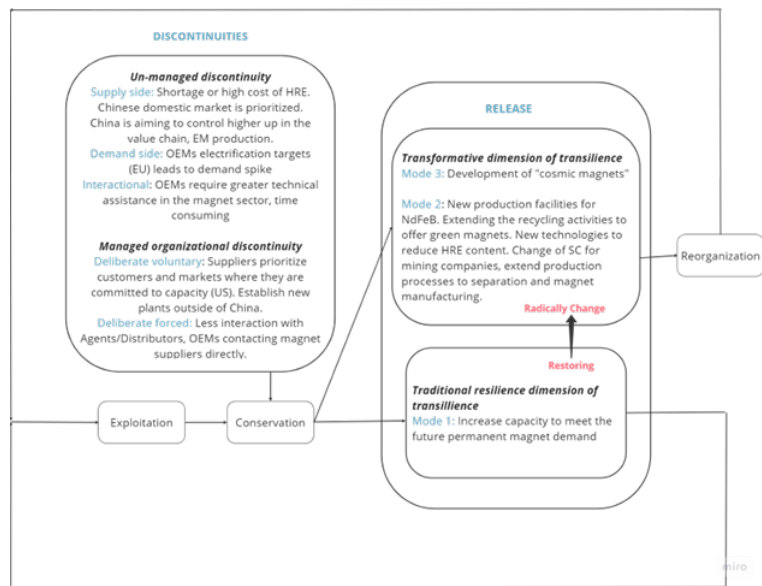 DISCONTINUITIES
Un-managed discontinuity
Supply side: Shortage or high cost of HRE.
Chinese domestic market is prioritized.
China is aiming to control higher up in the
value chain, EM production.
Demand side: OEMs electrification targets
(EU) leads to demand spike
Interactional: OEMs require greater technical
assistance in the magnet sector, time
consuming
Managed organizational discontinuity
Deliberate voluntary: Suppliers prioritize
customers and markets where they are
committed to capacity (US). Establish new
plants outside of China.
Deliberate forced: Less interaction with
Agents/Distributors, OEMs contacting magnet
suppliers directly.
Exploitation
Conservation
RELEASE
Transformative dimension of transilience
Mode 3: Development of "cosmic magnets"
Mode 2: New production facilities for
NdFeB. Extending the recycling activities to
offer green magnets. New technologies to
reduce HRE content. Change of SC for
mining companies, extend production
processes to separation and magnet
manufacturing.
Radically Change
Restoring
Traditional resilience dimension of
transillience
Mode 1: Increase capacity to meet the
future permanent magnet demand
Reorganization
miro